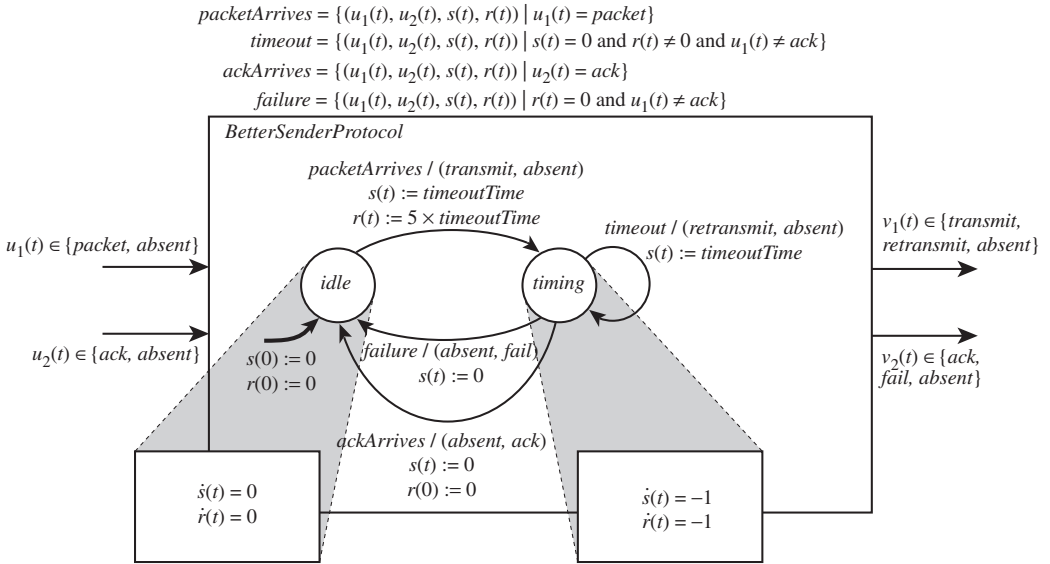 packetArrives = {(u₁(t), u₂(t), s(t), r(t)) | u₁(t) = packet}
timeout = {(u₁(t), u₂(t), s(t), r(t)) | s(t) = 0 and r(t) ≠ 0 and u₁(t) ≠ ack}
ackArrives = {(u₁(t), u₂(t), s(t), r(t)) | u₂(t) = ack}
failure = {(u₁(t), u₂(t), s(t), r(t)) | r(t) = 0 and u₁(t) ≠ ack}
BetterSenderProtocol
packetArrives / (transmit, absent)
s(t) := timeoutTime
r(t) := 5 × timeoutTime
timeout / (retransmit, absent)
s(t) := timeoutTime
u₁(t) ∈ {packet, absent}
v₁(t) ∈ {transmit,
retransmit, absent}
idle
timing
u₂(t) ∈ {ack, absent}
s(0) := 0
r(0) := 0
failure / (absent, fail)
s(t) := 0
v₂(t) ∈ {ack,
fail, absent}
ackArrives / (absent, ack)
s(t) := 0
r(0) := 0
ṡ(t) = 0
ṙ(t) = 0
ṡ(t) = −1
ṙ(t) = −1